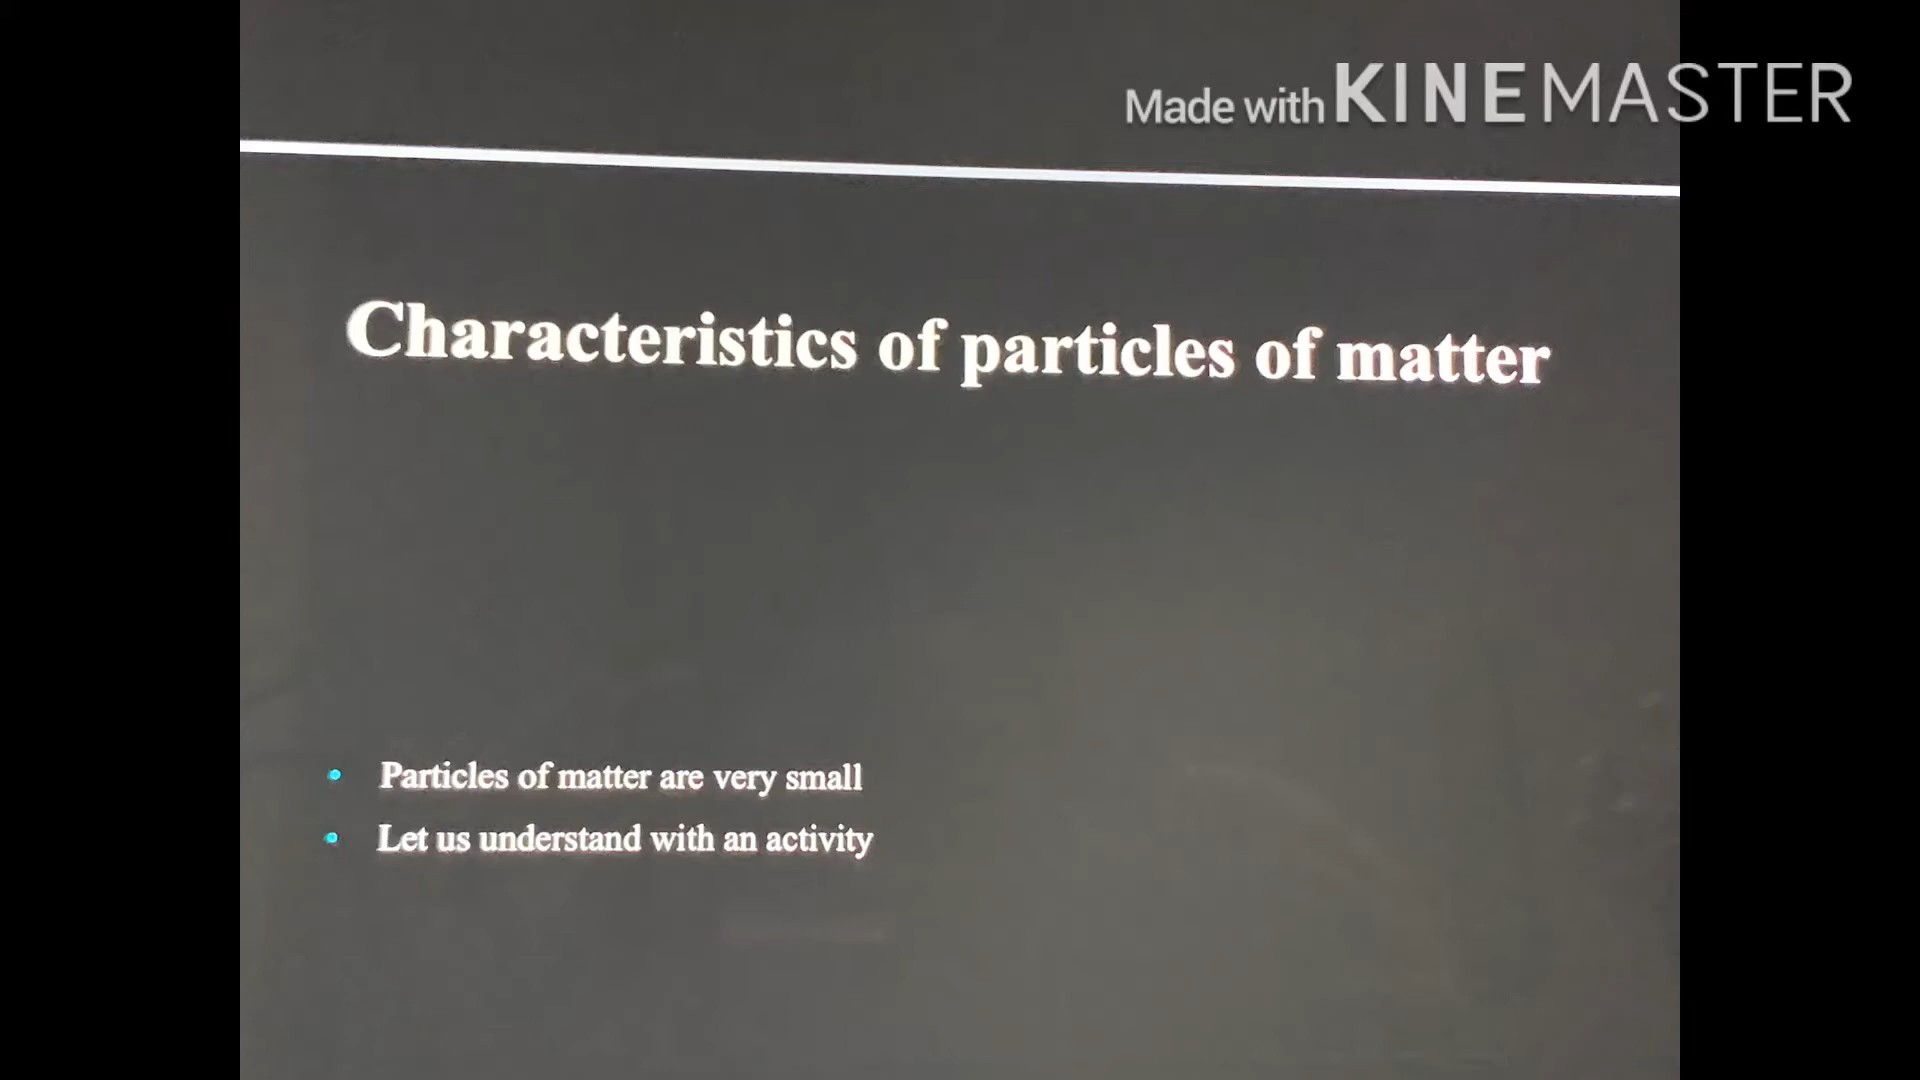 Made with KINEMASTER
Characteristics of particles of matter
Particles of matter are very small
Let us understand with an activity